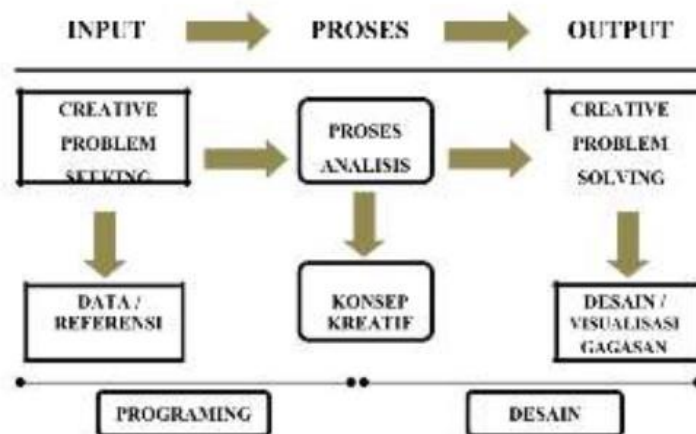 INPUT
PROSES
OUTPUT
CREATIVE
PROBLEM
SEEKING
PROSES
ANALISIS
CREATIVE
PROBLEM
SOLVING
DATA /
REFERENSI
KONSEP
KREATIF
DESAIN /
VISUALISASI
GAGASAN
PROGRAMING
DESAIN